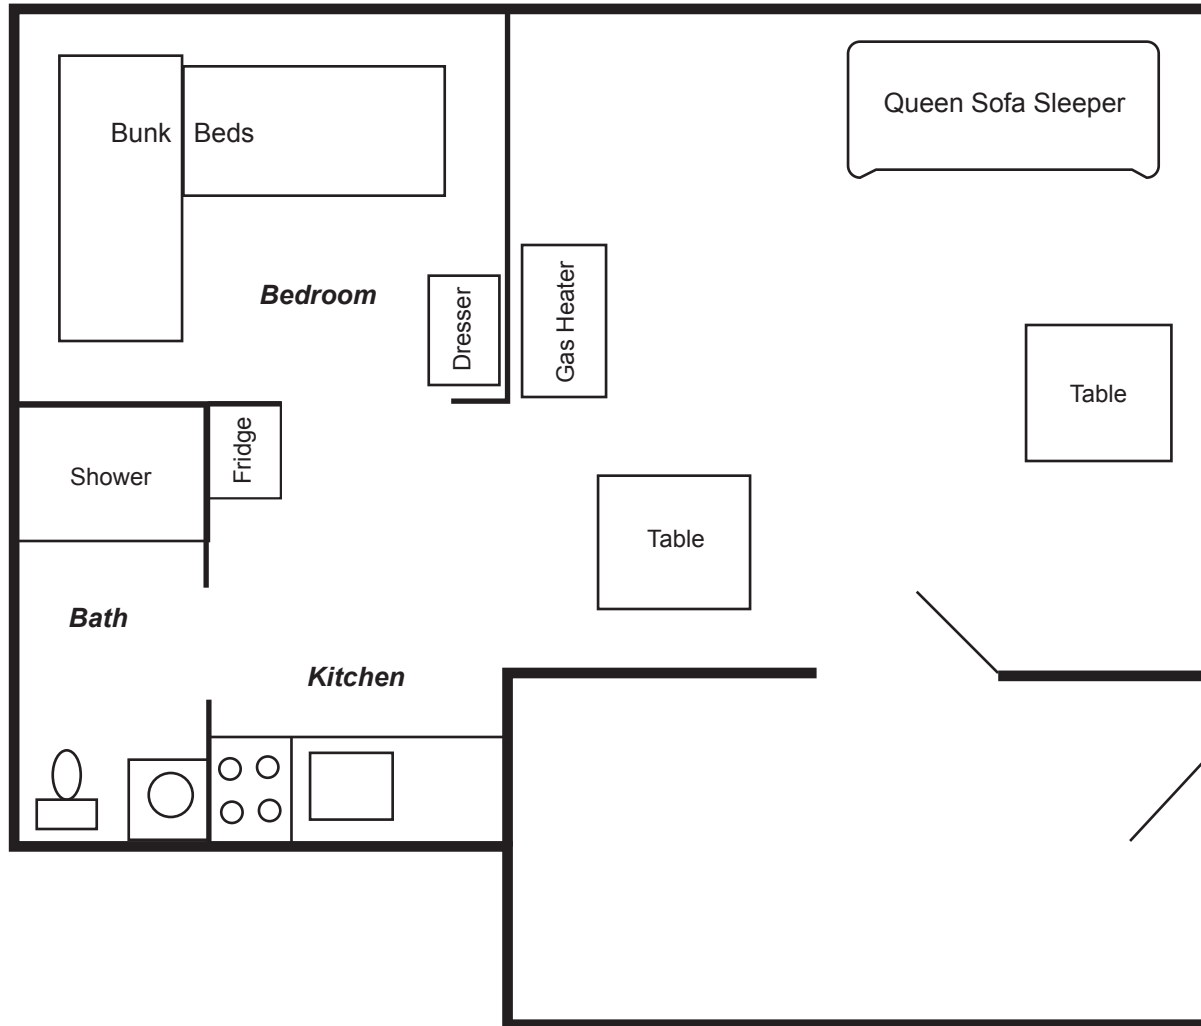 Queen Sofa Sleeper
Bunk Beds
Bedroom
Dresser
Gas Heater
Table
Fridge
Shower
Table
Bath
Kitchen